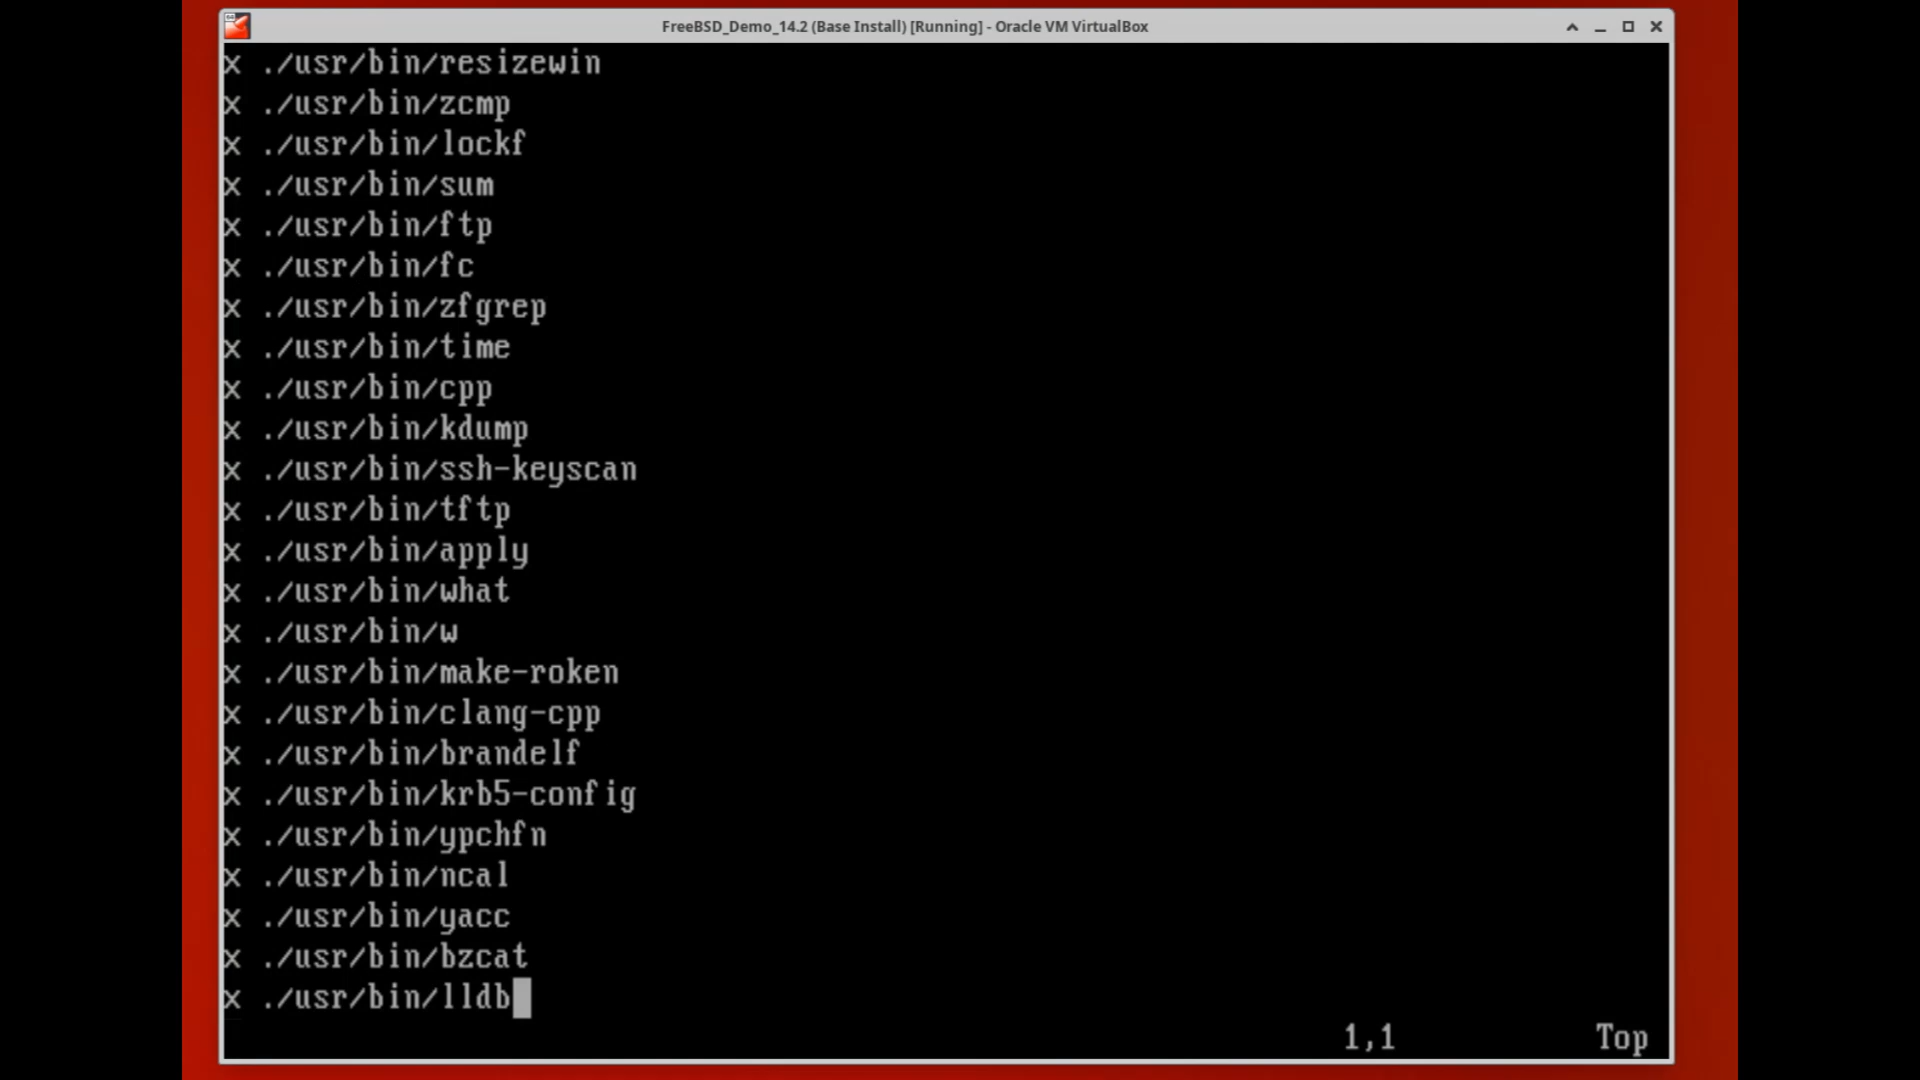 FreeBSD_Demo_14.2 (Base Install) [Running] - Oracle VM VirtualBox
x ./usr/bin/resizewin
x ./usr/bin/zcmp
x ./usr/bin/lockf
x ./usr/bin/sum
x ./usr/bin/ftp
x ./usr/bin/fc
x ./usr/bin/zfgrep
x ./usr/bin/time
x ./usr/bin/cpp
x ./usr/bin/kdump
x ./usr/bin/ssh-keyscan
x ./usr/bin/tftp
x ./usr/bin/apply
x ./usr/bin/what
x ./usr/bin/w
x ./usr/bin/make-roken
x ./usr/bin/clang-cpp
x ./usr/bin/brandelf
x ./usr/bin/krb5-config
x ./usr/bin/ypchfn
x ./usr/bin/ncal
x ./usr/bin/yacc
x ./usr/bin/bzcat
x ./usr/bin/lldb
1,1 Top